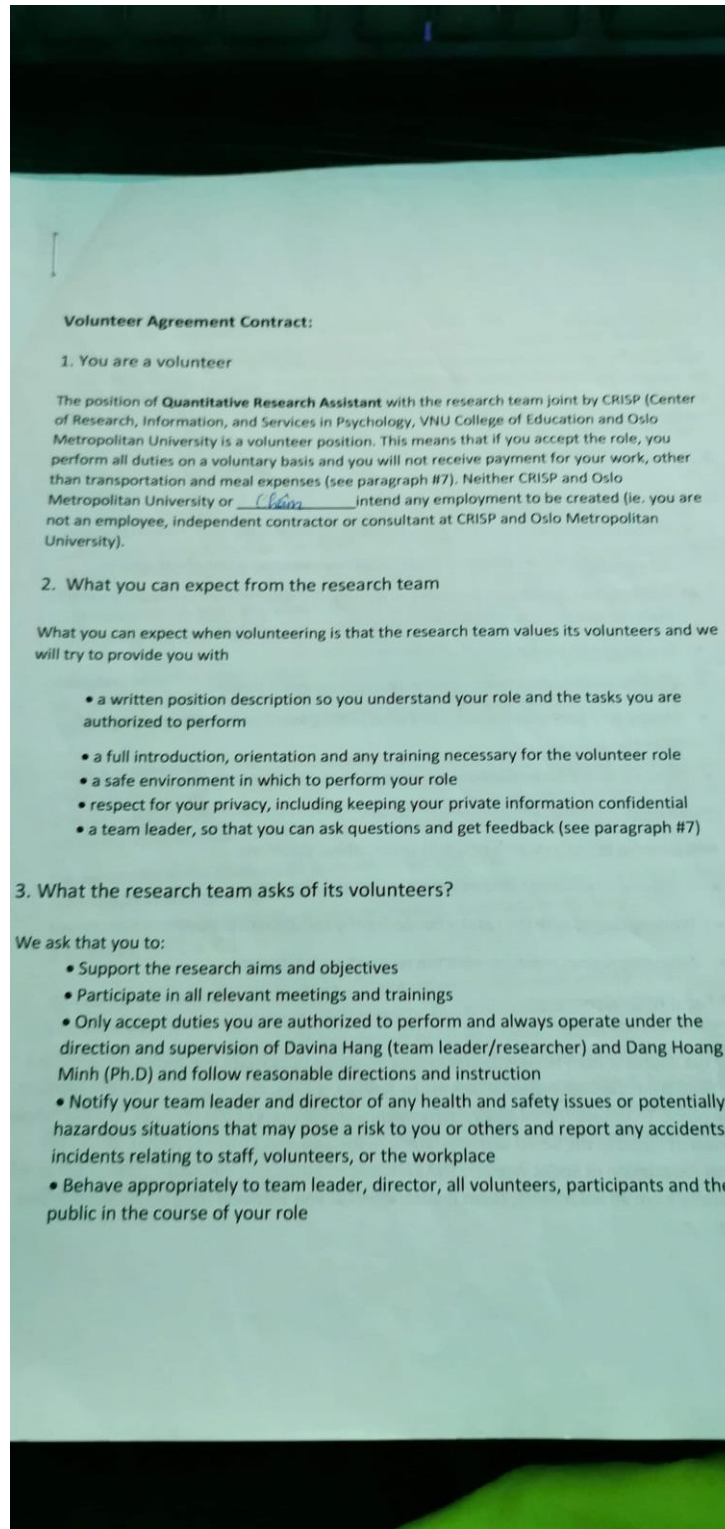 Volunteer Agreement Contract:
1. You are a volunteer
The position of Quantitative Research Assistant with the research team joint by CRISP (Center
of Research, Information, and Services in Psychology, VNU College of Education and Oslo
Metropolitan University is a volunteer position. This means that if you accept the role, you
perform all duties on a voluntary basis and you will not receive payment for your work, other
than transportation and meal expenses (see paragraph #7). Neither CRISP and Oslo
Metropolitan University or intend any employment to be created (ie. you are
not an employee, independent contractor or consultant at CRISP and Oslo Metropolitan
University).
2. What you can expect from the research team
What you can expect when volunteering is that the research team values its volunteers and we
will try to provide you with
• a written position description so you understand your role and the tasks you are
authorized to perform
• a full introduction, orientation and any training necessary for the volunteer role
• a safe environment in which to perform your role
• respect for your privacy, including keeping your private information confidential
• a team leader, so that you can ask questions and get feedback (see paragraph #7)
3. What the research team asks of its volunteers?
We ask that you to:
• Support the research aims and objectives
• Participate in all relevant meetings and trainings
• Only accept duties you are authorized to perform and always operate under the
direction and supervision of Davina Hang (team leader/researcher) and Dang Hoang
Minh (Ph.D) and follow reasonable directions and instruction
• Notify your team leader and director of any health and safety issues or potentially
hazardous situations that may pose a risk to you or others and report any accidents
incidents relating to staff, volunteers, or the workplace
• Behave appropriately to team leader, director, all volunteers, participants and the
public in the course of your role